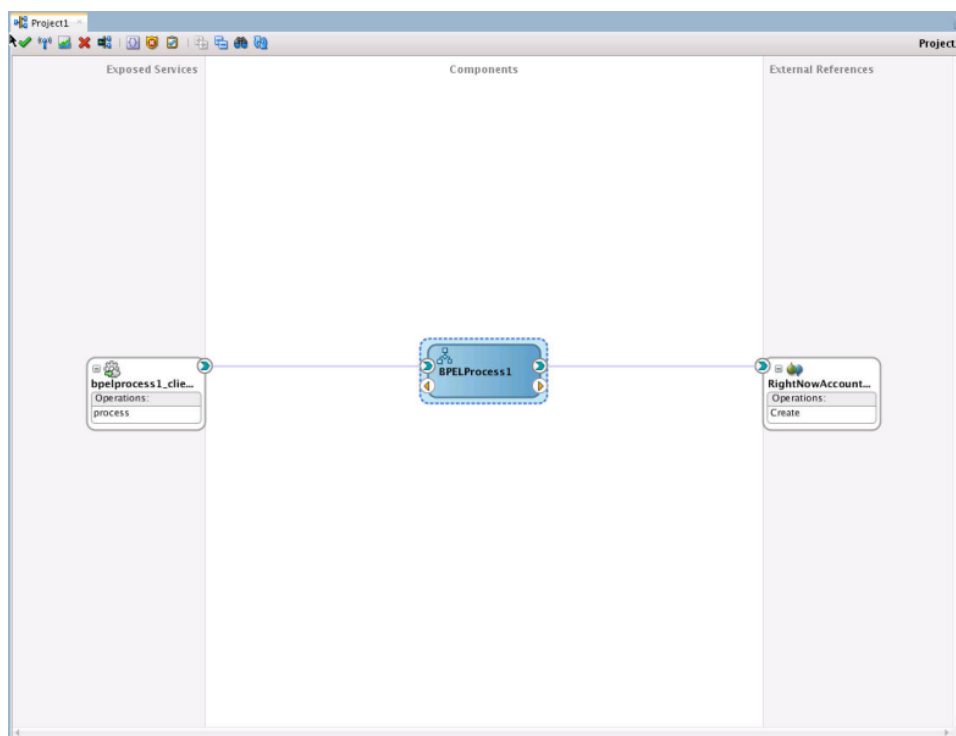 Project1
Project
Exposed Services
Components
External References
bpelprocess1_clie...
Operations:
process
BPELProcess1
RightNowAccount...
Operations:
Create